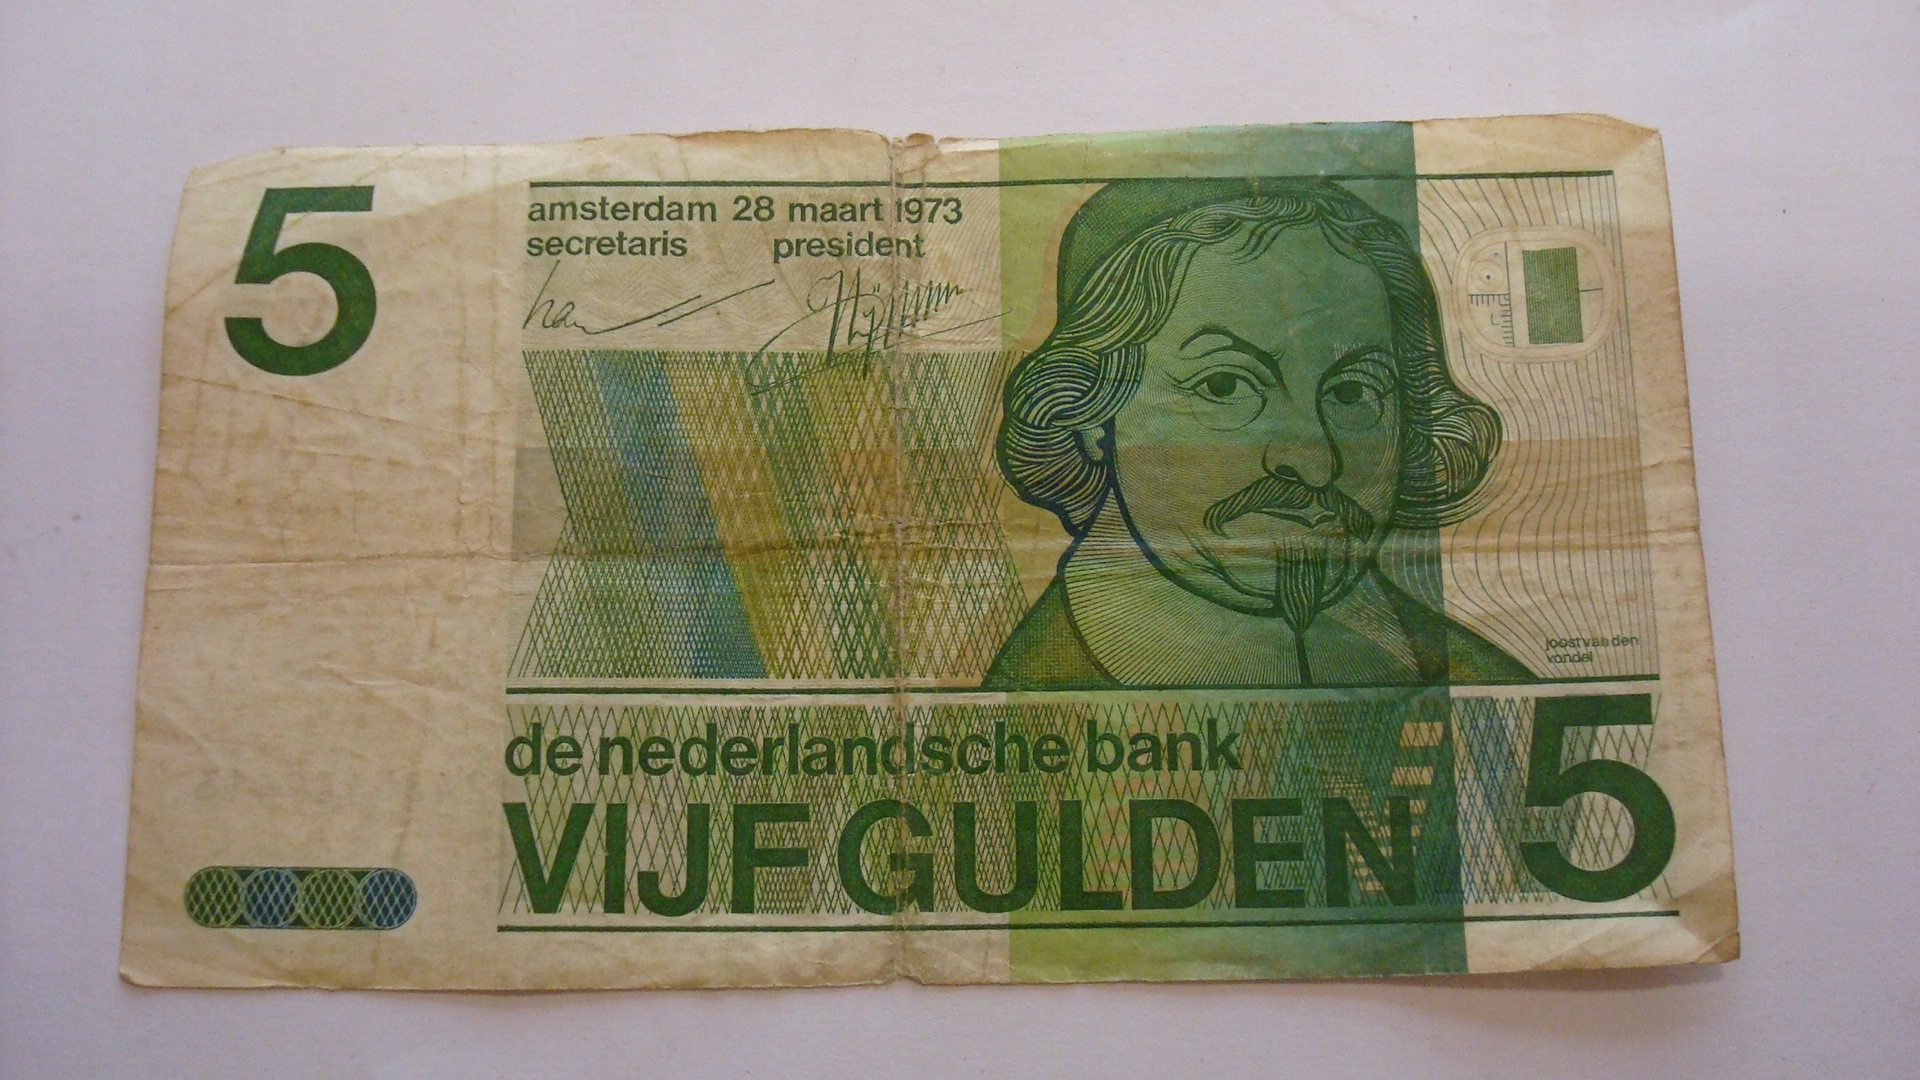 5
amsterdam 28 maart 1973
secretaris president
joost van den
vondel
de nederlandsche bank
VIJF GULDEN
5